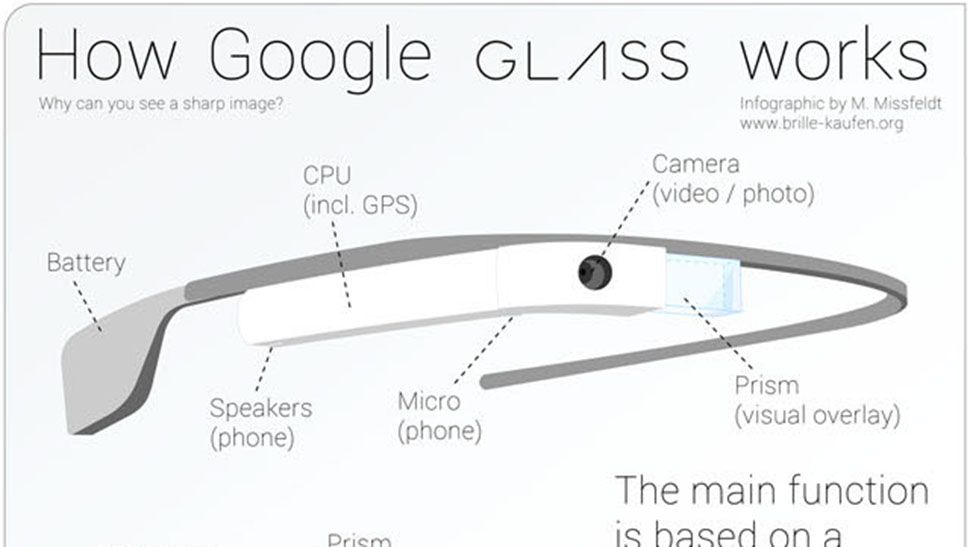 How Google GLASS works
Why can you see a sharp image?
Infographic by M. Missfeldt
www.brille-kaufen.org
Camera
(video / photo)
CPU
(incl. GPS)
Battery
Speakers
(phone)
Micro
(phone)
Prism
(visual overlay)
The main function
is based on a
Prism